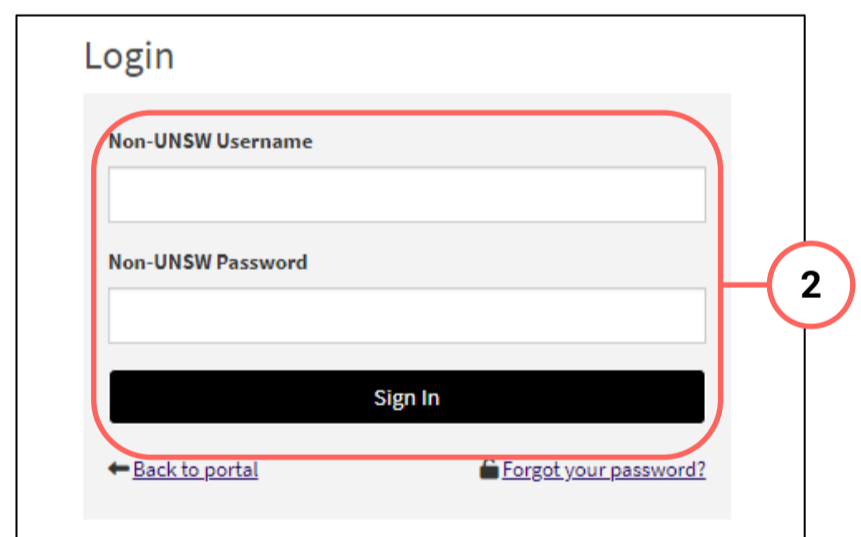 Login
Non-UNSW Username
Non-UNSW Password
2
Sign In
Back to portal
Forgot your password?